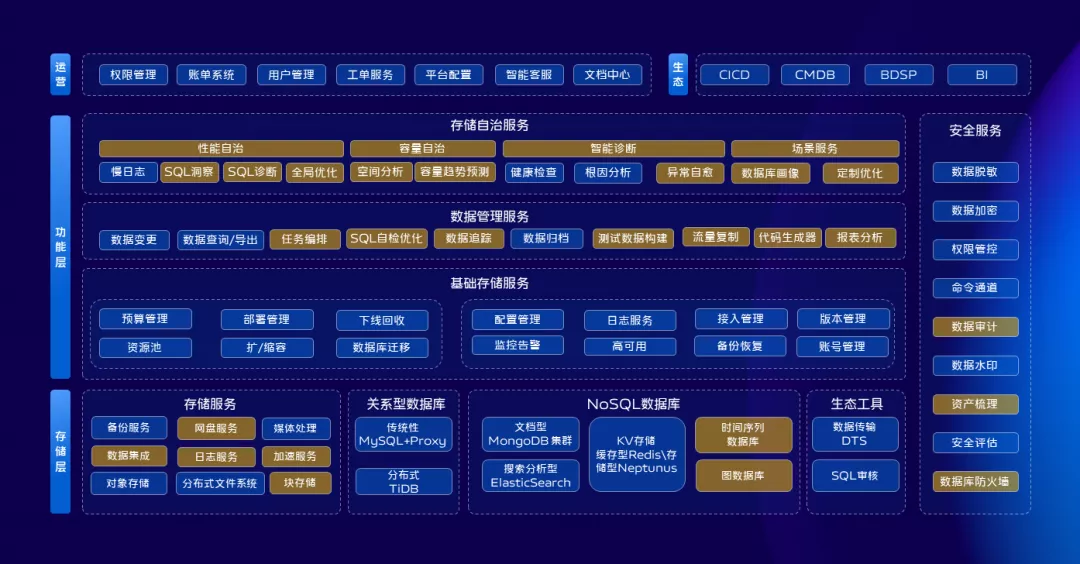 运营
权限管理
账单系统
用户管理
工单服务
平台配置
智能客服
文档中心
生态
CICD
CMDB
BDSP
BI
功能层
存储自治服务
性能自治
容量自治
智能诊断
场景服务
慢日志
SQL洞察
SQL诊断
全局优化
空间分析
容量趋势预测
健康检查
根因分析
异常自愈
数据库画像
定制优化
数据管理服务
数据变更
数据查询/导出
任务编排
SQL自检优化
数据追踪
数据归档
测试数据构建
流量复制
代码生成器
报表分析
基础存储服务
预算管理
部署管理
下线回收
资源池
扩/缩容
数据库迁移
配置管理
日志服务
接入管理
版本管理
监控告警
高可用
备份恢复
账号管理
安全服务
数据脱敏
数据加密
权限管控
命令通道
数据审计
数据水印
资产梳理
安全评估
数据库防火墙
存储层
存储服务
备份服务
网盘服务
媒体处理
数据集成
日志服务
加速服务
对象存储
分布式文件系统
块存储
关系型数据库
传统性
MySQL+Proxy
分布式
TiDB
NoSQL数据库
文档型
MongoDB 集群
搜索分析型
ElasticSearch
KV存储
缓存型Redis\存
储型Neptunus
时间序列
数据库
图数据库
生态工具
数据传输
DTS
SQL审核